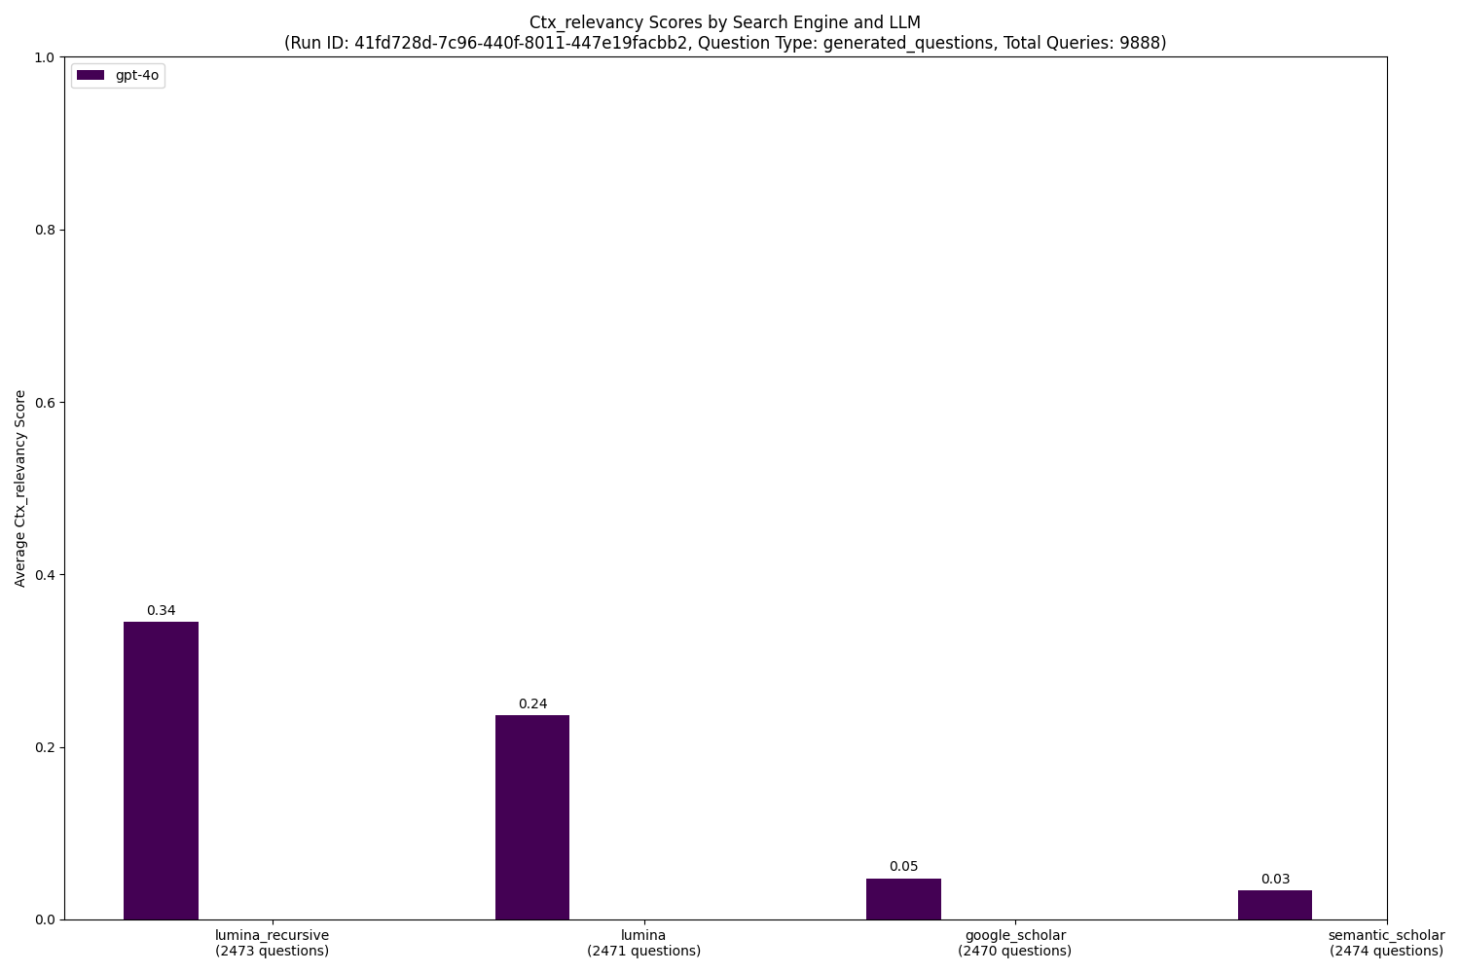 Ctx_relevancy Scores by Search Engine and LLM
(Run ID: 41fd728d-7c96-440f-8011-447e19facbb2, Question Type: generated_questions, Total Queries: 9888)
1.0
gpt-4o
0.8
0.6
Average Ctx_relevancy Score
0.4
0.34
0.24
0.2
0.05
0.03
0.0
lumina_recursive lumina google_scholar semantic_scholar
(2473 questions) (2471 questions) (2470 questions) (2474 questions)